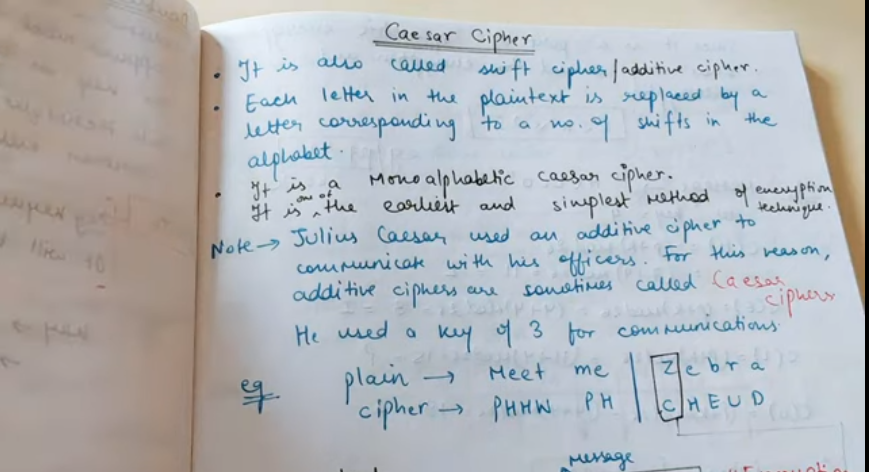 Caesar Cipher
• It is also called shift cipher/additive cipher.
• Each letter in the plaintext is replaced by a
letter corresponding to a no. of shifts in the
alphabet.
• It is a Monoalphabetic Caesar cipher.
It is one of the earliest and simplest method of encryption
technique.
Note → Julius Caesar used an additive cipher to
communicate with his officers. For this reason,
additive ciphers are sometimes called Caesar
ciphers
He used a key of 3 for communications.
eg plain → Meet me | Zebra
cipher → PHHW PH | CHEUD
message